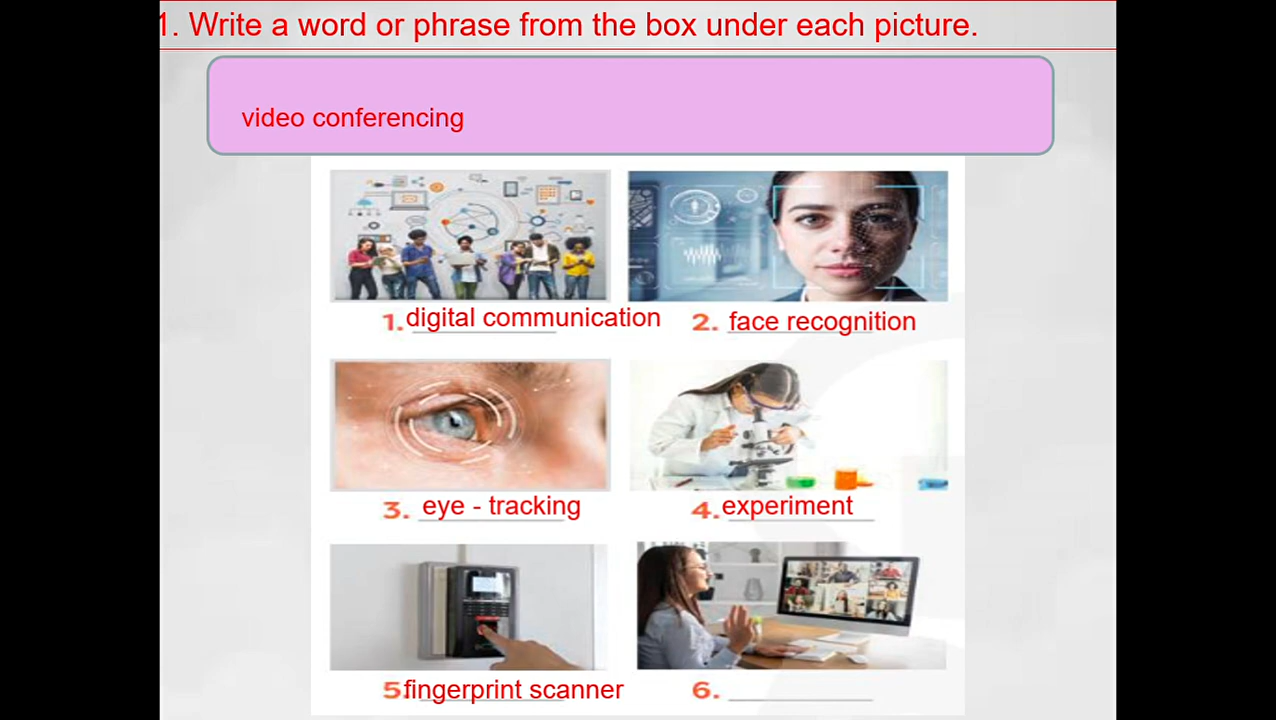 1. Write a word or phrase from the box under each picture.
video conferencing
1. digital communication
2. face recognition
3. eye - tracking
4. experiment
5. fingerprint scanner
6.